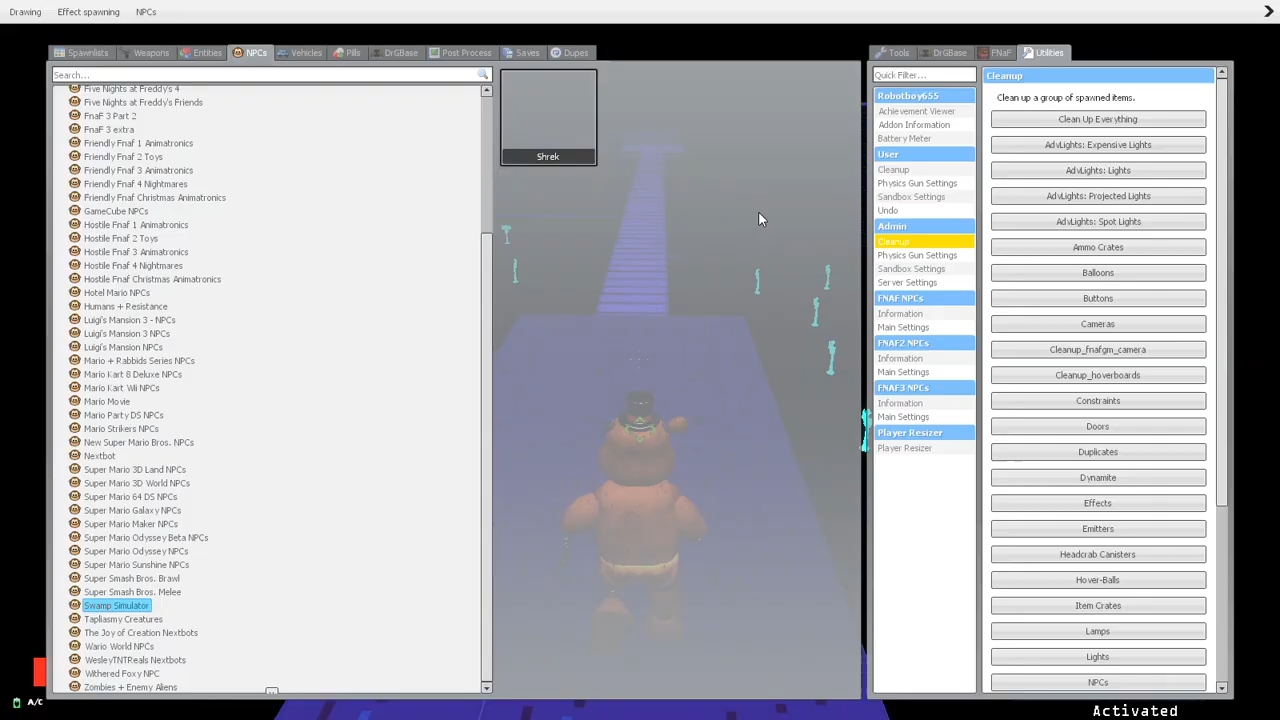 Drawing Effect spawning NPCs
Spawnlists Weapons Entities NPCs Vehicles Pills DrGBase Post Process Saves Dupes
Search...
Five Nights at Freddy's 4
Five Nights at Freddy's Friends
FnaF 3 Part 2
FnaF 3 extra
Friendly Fnaf 1 Animatronics
Friendly Fnaf 2 Toys
Friendly Fnaf 3 Animatronics
Friendly Fnaf 4 Nightmares
Friendly Fnaf Christmas Animatronics
GameCube NPCs
Hostile Fnaf 1 Animatronics
Hostile Fnaf 2 Toys
Hostile Fnaf 3 Animatronics
Hostile Fnaf 4 Nightmares
Hostile Fnaf Christmas Animatronics
Hotel Mario NPCs
Humans + Resistance
Luigi's Mansion 3 - NPCs
Luigi's Mansion 3 NPCs
Luigi's Mansion NPCs
Mario + Rabbids Series NPCs
Mario Kart 8 Deluxe NPCs
Mario Kart Wii NPCs
Mario Movie
Mario Party DS NPCs
Mario Strikers NPCs
New Super Mario Bros. NPCs
Nextbot
Super Mario 3D Land NPCs
Super Mario 3D World NPCs
Super Mario 64 DS NPCs
Super Mario Galaxy NPCs
Super Mario Maker NPCs
Super Mario Odyssey Beta NPCs
Super Mario Odyssey NPCs
Super Mario Sunshine NPCs
Super Smash Bros. Brawl
Super Smash Bros. Melee
Swamp Simulator
Tapliasmy Creatures
The Joy of Creation Nextbots
Wario World NPCs
WesleyTNTReals Nextbots
Withered Foxy NPC
Zombies + Enemy Aliens
Shrek
Tools DrGBase FNaF Utilities
Quick Filter...
Robotboy655
Achievement Viewer
Addon Information
Battery Meter
User
Cleanup
Physics Gun Settings
Sandbox Settings
Undo
Admin
Cleanup
Physics Gun Settings
Sandbox Settings
Server Settings
FNAF NPCs
Information
Main Settings
FNAF2 NPCs
Information
Main Settings
FNAF3 NPCs
Information
Main Settings
Player Resizer
Player Resizer
Cleanup
Clean up a group of spawned items.
Clean Up Everything
AdvLights: Expensive Lights
AdvLights: Lights
AdvLights: Projected Lights
AdvLights: Spot Lights
Ammo Crates
Balloons
Buttons
Cameras
Cleanup_fnafgm_camera
Cleanup_hoverboards
Constraints
Doors
Duplicates
Dynamite
Effects
Emitters
Headcrab Canisters
Hover-Balls
Item Crates
Lamps
Lights
NPCs
A/C
Activated